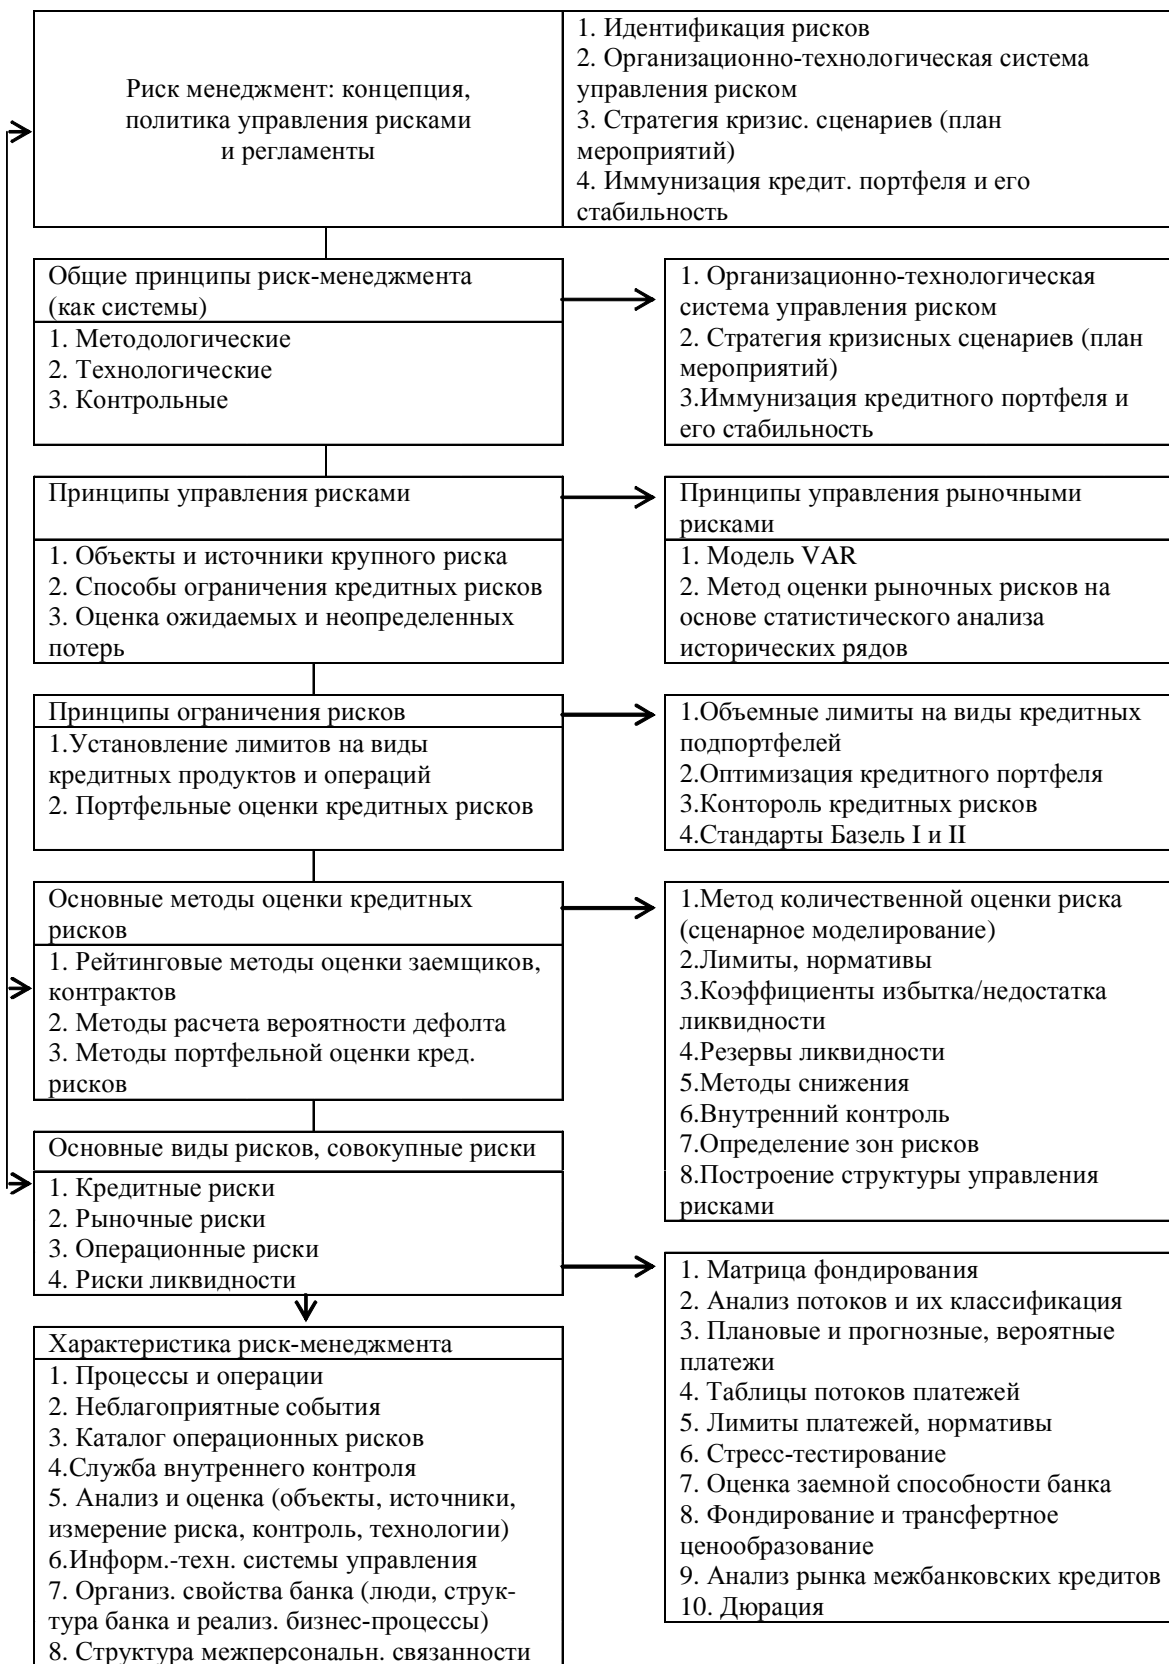 Риск менеджмент: концепция,
политика управления рисками
и регламенты
1. Идентификация рисков
2. Организационно-технологическая система
управления риском
3. Стратегия кризис. сценариев (план
мероприятий)
4. Иммунизация кредит. портфеля и его
стабильность
Общие принципы риск-менеджмента
(как системы)
1. Методологические
2. Технологические
3. Контрольные
1. Организационно-технологическая
система управления риском
2. Стратегия кризисных сценариев (план
мероприятий)
3.Иммунизация кредитного портфеля и
его стабильность
Принципы управления рисками
1. Объекты и источники крупного риска
2. Способы ограничения кредитных рисков
3. Оценка ожидаемых и неопределенных
потерь
Принципы управления рыночными
рисками
1. Модель VAR
2. Метод оценки рыночных рисков на
основе статистического анализа
исторических рядов
Принципы ограничения рисков
1.Установление лимитов на виды
кредитных продуктов и операций
2. Портфельные оценки кредитных рисков
1.Объемные лимиты на виды кредитных
подпортфелей
2.Оптимизация кредитного портфеля
3.Контороль кредитных рисков
4.Стандарты Базель I и II
Основные методы оценки кредитных
рисков
1. Рейтинговые методы оценки заемщиков,
контрактов
2. Методы расчета вероятности дефолта
3. Методы портфельной оценки кред.
рисков
1.Метод количественной оценки риска
(сценарное моделирование)
2.Лимиты, нормативы
3.Коэффициенты избытка/недостатка
ликвидности
4.Резервы ликвидности
5.Методы снижения
6.Внутренний контроль
7.Определение зон рисков
8.Построение структуры управления
рисками
Основные виды рисков, совокупные риски
1. Кредитные риски
2. Рыночные риски
3. Операционные риски
4. Риски ликвидности
1. Матрица фондирования
2. Анализ потоков и их классификация
3. Плановые и прогнозные, вероятные
платежи
4. Таблицы потоков платежей
5. Лимиты платежей, нормативы
6. Стресс-тестирование
7. Оценка заемной способности банка
8. Фондирование и трансфертное
ценообразование
9. Анализ рынка межбанковских кредитов
10. Дюрация
Характеристика риск-менеджмента
1. Процессы и операции
2. Неблагоприятные события
3. Каталог операционных рисков
4.Служба внутреннего контроля
5. Анализ и оценка (объекты, источники,
измерение риска, контроль, технологии)
6.Информ.-техн. системы управления
7. Организ. свойства банка (люди, струк-
тура банка и реализ. бизнес-процессы)
8. Структура межперсональн. связанности